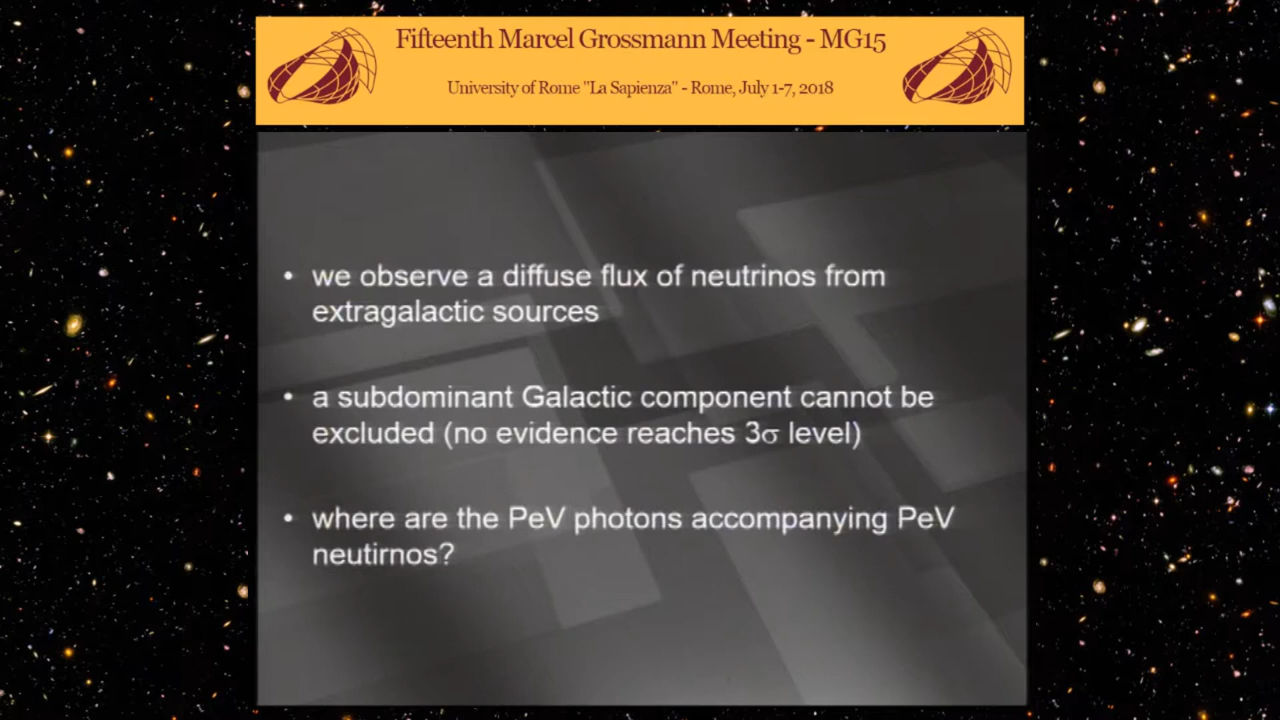 Fifteenth Marcel Grossmann Meeting - MG15
University of Rome "La Sapienza" - Rome, July 1-7, 2018
• we observe a diffuse flux of neutrinos from
extragalactic sources
• a subdominant Galactic component cannot be
excluded (no evidence reaches 3σ level)
• where are the PeV photons accompanying PeV
neutirnos?